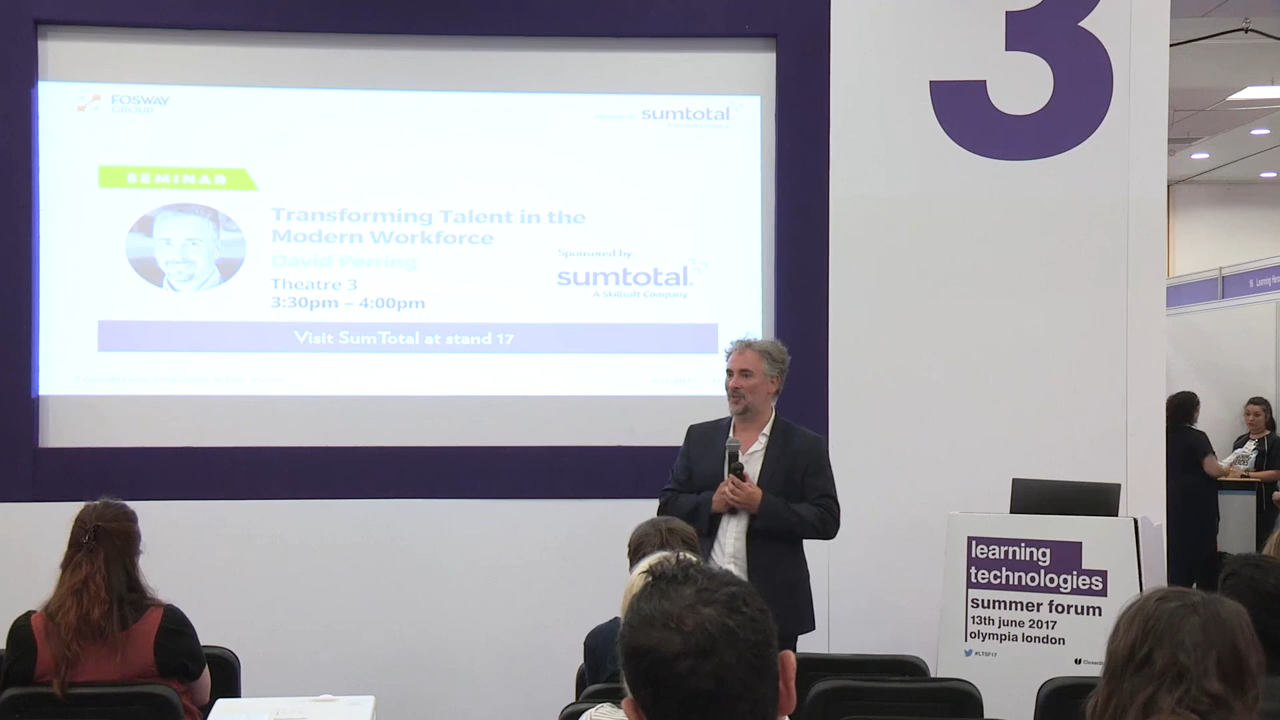 3
FOSWAY
GROUP
sumtotal
SEMINAR
Transforming Talent in the
Modern Workforce
David Perring
Theatre 3
3:30pm – 4:00pm
Sponsored by
sumtotal
A Skillsoft Company
Visit SumTotal at stand 17
learning
technologies
summer forum
13th june 2017
olympia london
#LTSF17